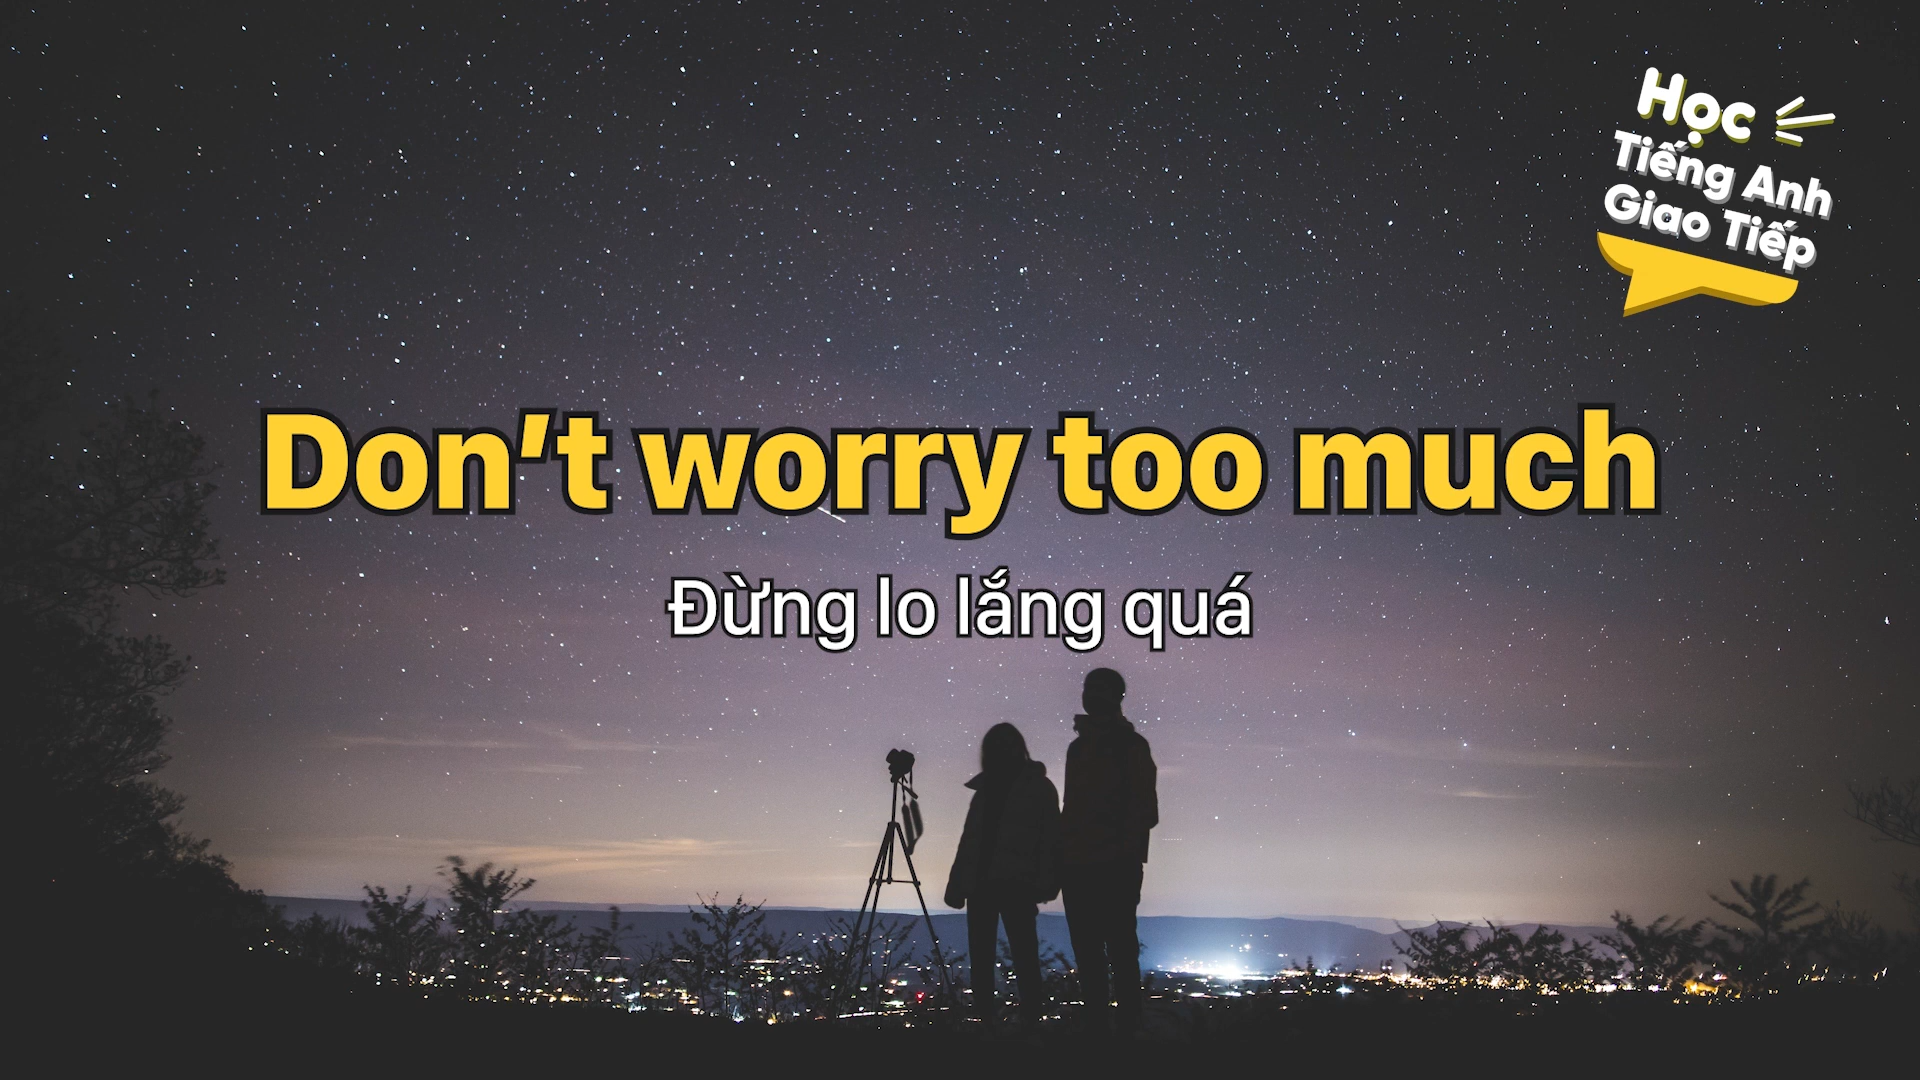 Học
Tiếng Anh
Giao Tiếp
Don't worry too much
Đừng lo lắng quá